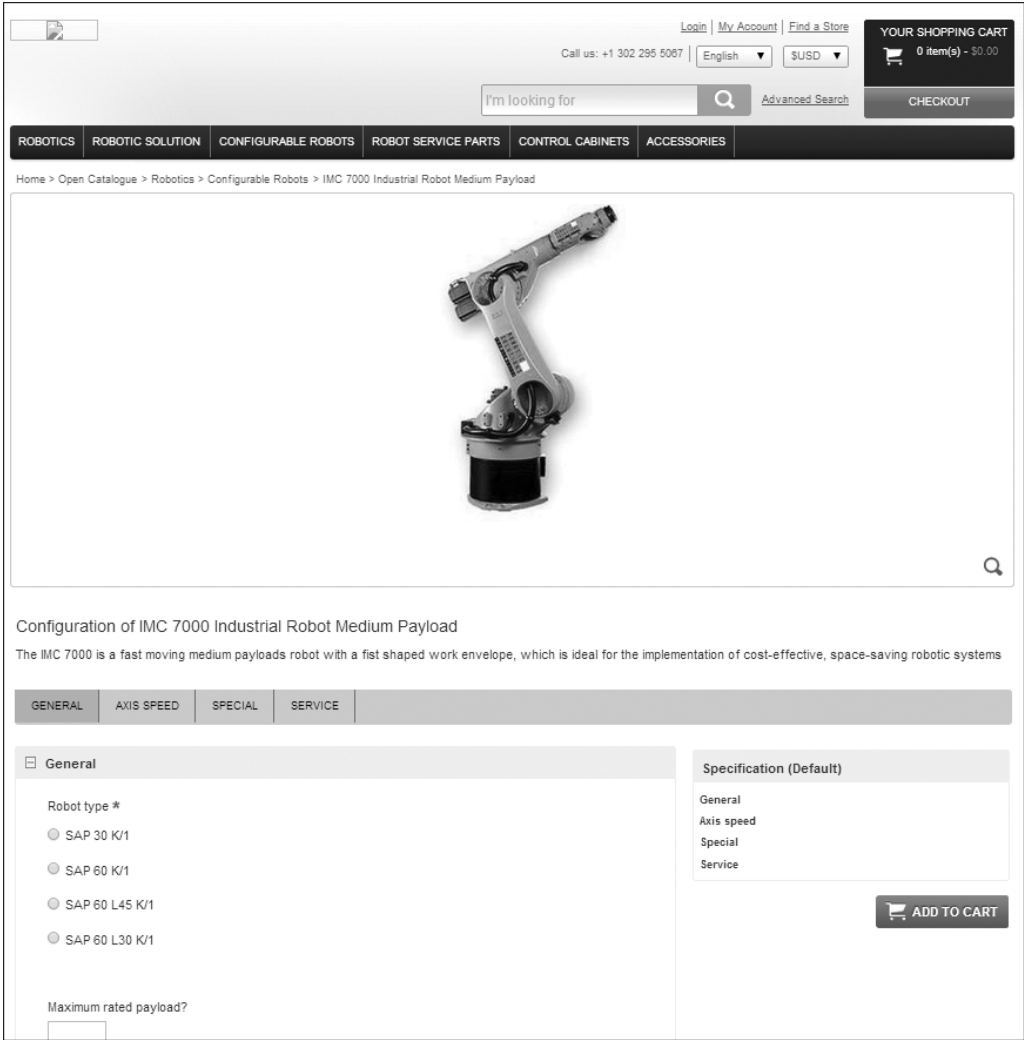 Login | My Account | Find a Store
Call us: +1 302 295 5067 | English ▼ $USD ▼
YOUR SHOPPING CART
0 item(s) - $0.00
I'm looking for
Advanced Search
CHECKOUT
ROBOTICS ROBOTIC SOLUTION CONFIGURABLE ROBOTS ROBOT SERVICE PARTS CONTROL CABINETS ACCESSORIES
Home > Open Catalogue > Robotics > Configurable Robots > IMC 7000 Industrial Robot Medium Payload
Configuration of IMC 7000 Industrial Robot Medium Payload
The IMC 7000 is a fast moving medium payloads robot with a fist shaped work envelope, which is ideal for the implementation of cost-effective, space-saving robotic systems
GENERAL AXIS SPEED SPECIAL SERVICE
General
Robot type *
SAP 30 K/1
SAP 60 K/1
SAP 60 L45 K/1
SAP 60 L30 K/1
Maximum rated payload?
Specification (Default)
General
Axis speed
Special
Service
ADD TO CART